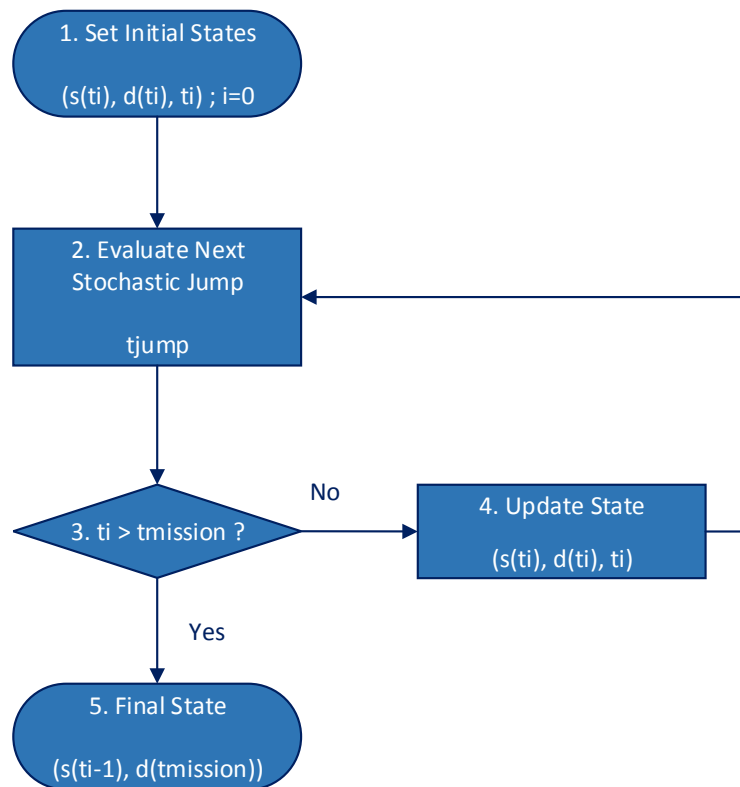 1. Set Initial States
(s(ti), d(ti), ti) ; i=0
2. Evaluate Next
Stochastic Jump
tjump
3. ti > tmission ?
No
4. Update State
(s(ti), d(ti), ti)
Yes
5. Final State
(s(ti-1), d(tmission))